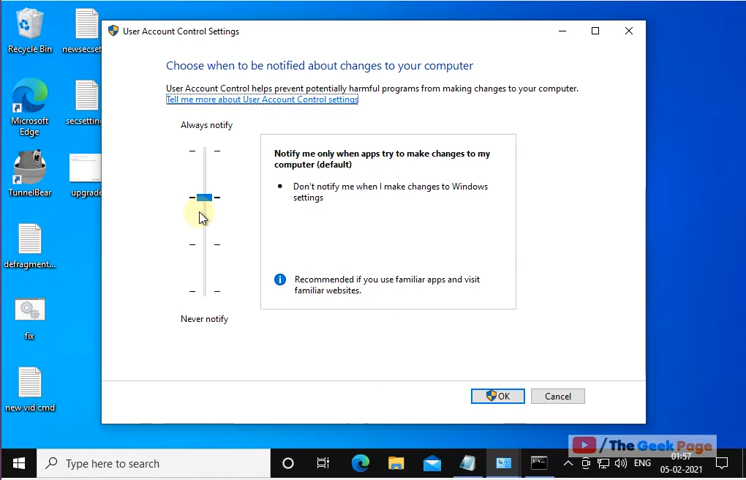 User Account Control Settings
Choose when to be notified about changes to your computer
User Account Control helps prevent potentially harmful programs from making changes to your computer.
Tell me more about User Account Control settings
Always notify
Notify me only when apps try to make changes to my
computer (default)
• Don't notify me when I make changes to Windows
settings
Recommended if you use familiar apps and visit
familiar websites.
Never notify
OK
Cancel
Recycle Bin
newsecset
Microsoft
Edge
secsetting
TunnelBear
upgrade
defragment...
fix
new vid cmd
/The Geek Page
Type here to search
ENG
01:57
05-02-2021